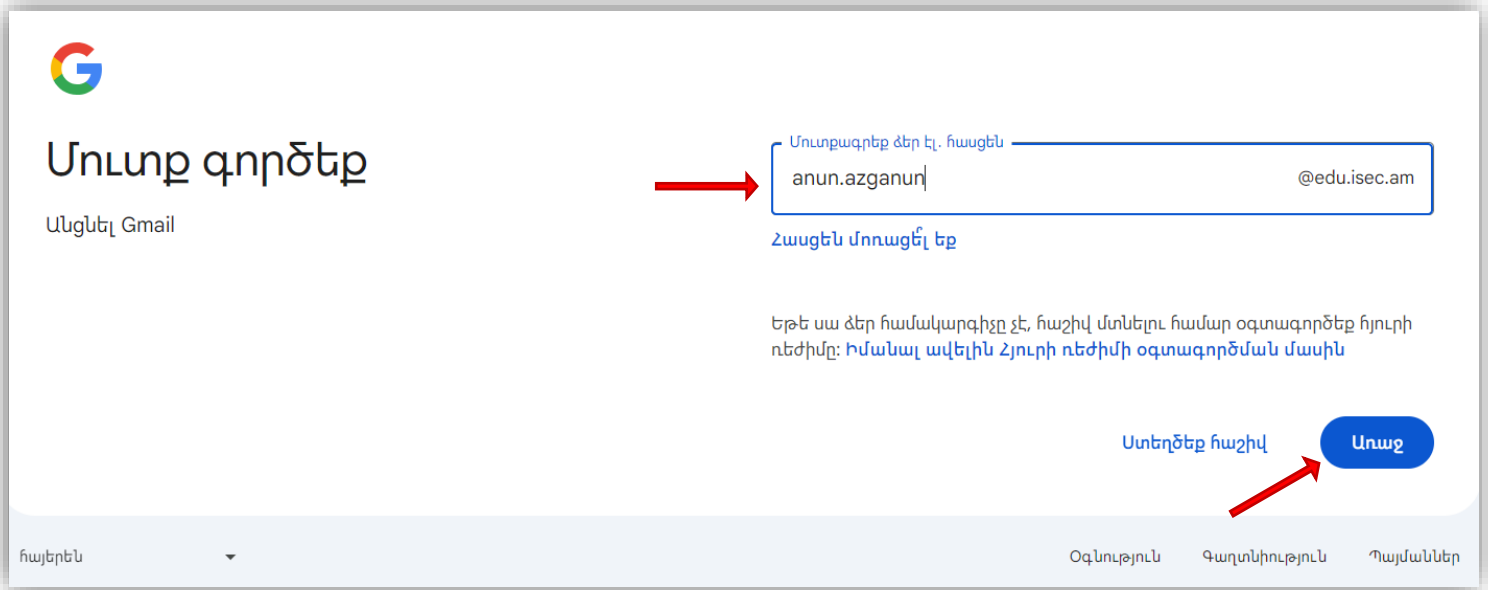 Մուտք գործեք
Անցնել Gmail
Մուտքագրեք ձեր էլ. հասցեն
anun.azganun @edu.isec.am
Հասցեն մոռացե՞լ եք
Եթե սա ձեր համակարգիչը չէ, հաշիվ մտնելու համար օգտագործեք հյուրի
ռեժիմը: Իմանալ ավելին Հյուրի ռեժիմի օգտագործման մասին
Ստեղծեք հաշիվ Առաջ
հայերեն Օգնություն Գաղտնիություն Պայմաններ